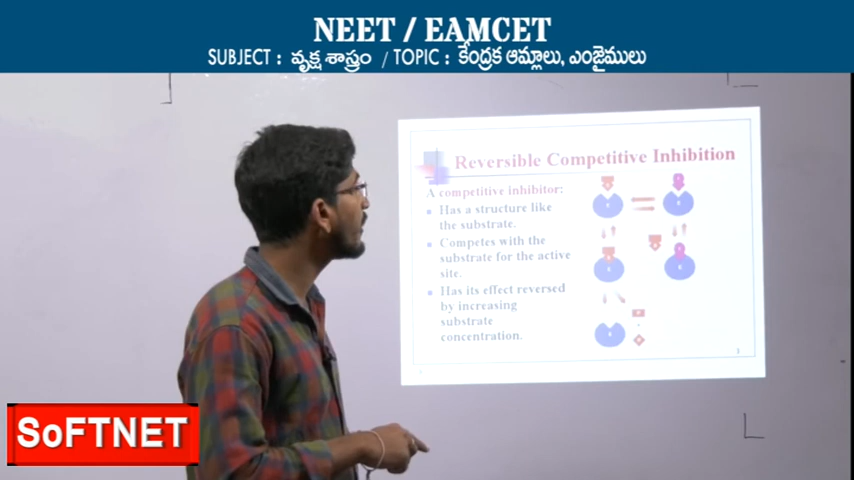 NEET / EAMCET
SUBJECT : వృక్ష శాస్త్రం / TOPIC : కేంద్రక ఆమ్లాలు, ఎంజైములు
Reversible Competitive Inhibition
A competitive inhibitor:
Has a structure like
the substrate.
Competes with the
substrate for the active
site.
Has its effect reversed
by increasing
substrate
concentration.
SoFTNET